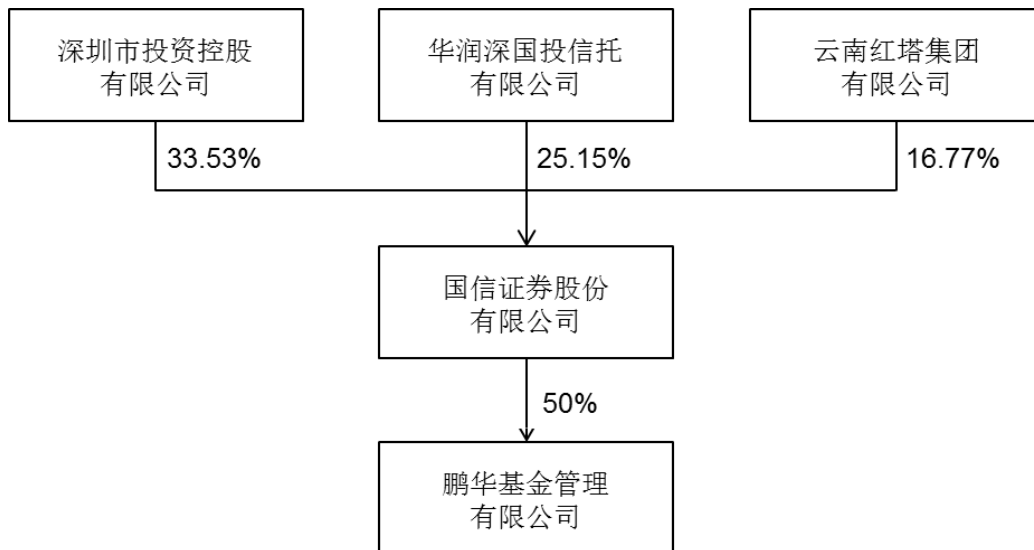 深圳市投资控股
有限公司
华润深国投信托
有限公司
云南红塔集团
有限公司
33.53%
25.15%
16.77%
国信证券股份
有限公司
50%
鹏华基金管理
有限公司